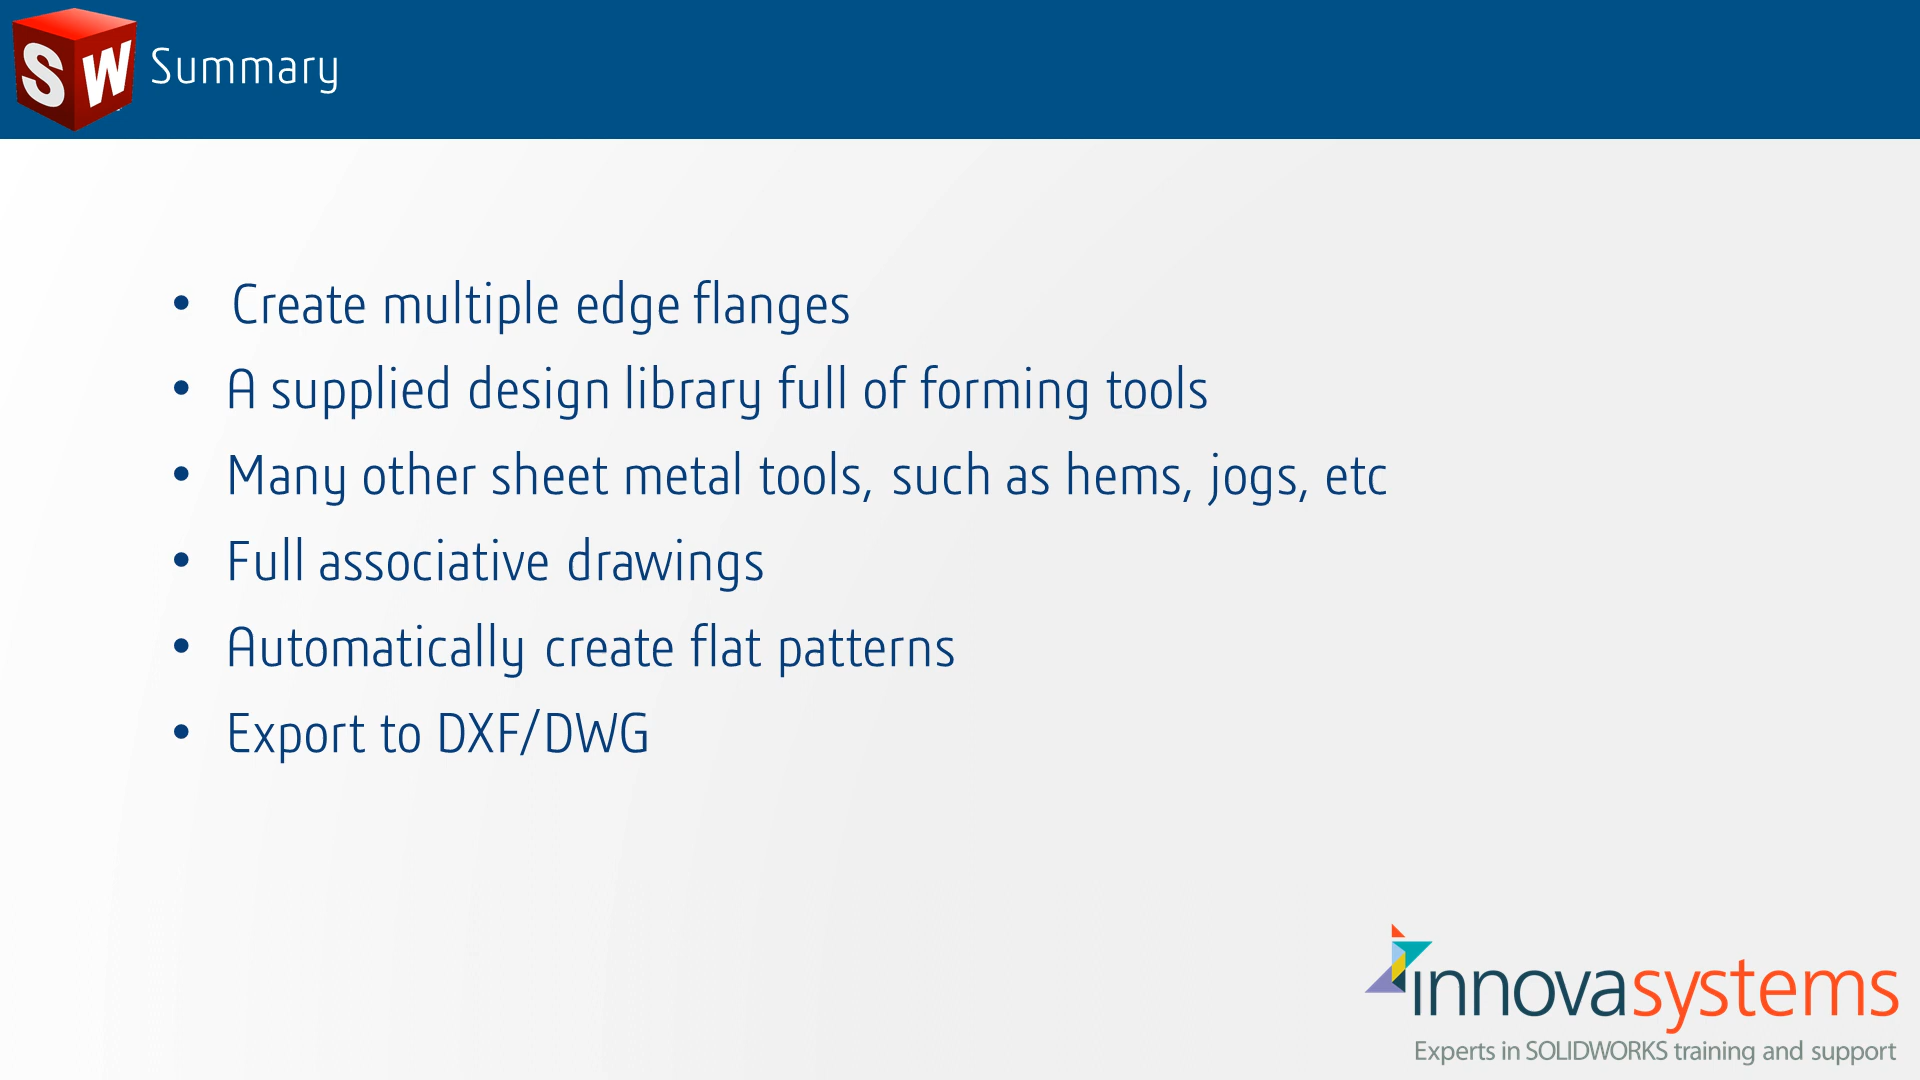 SW
Summary
• Create multiple edge flanges
• A supplied design library full of forming tools
• Many other sheet metal tools, such as hems, jogs, etc
• Full associative drawings
• Automatically create flat patterns
• Export to DXF/DWG
innovasystems
Experts in SOLIDWORKS training and support